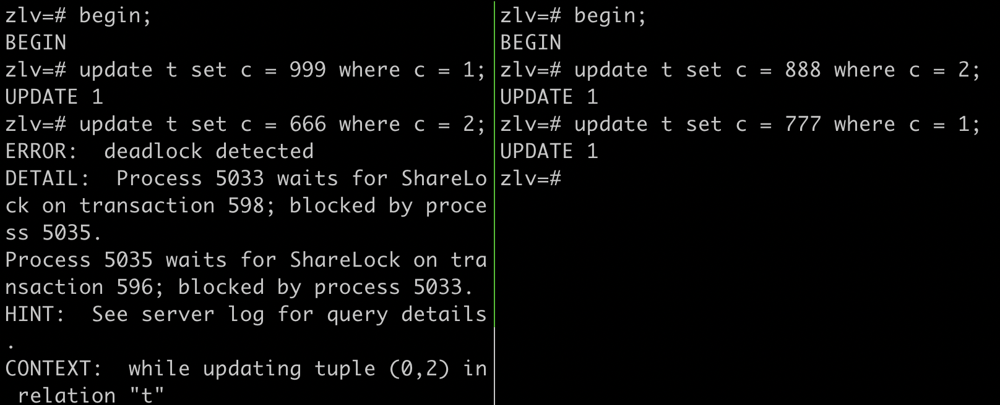 zlv=# begin;
BEGIN
zlv=# update t set c = 999 where c = 1;
UPDATE 1
zlv=# update t set c = 666 where c = 2;
ERROR:  deadlock detected
DETAIL:  Process 5033 waits for ShareLo
ck on transaction 598; blocked by proce
ss 5035.
Process 5035 waits for ShareLock on tra
nsaction 596; blocked by process 5033.
HINT:  See server log for query details
.
CONTEXT:  while updating tuple (0,2) in
 relation "t"
zlv=# begin;
BEGIN
zlv=# update t set c = 888 where c = 2;
UPDATE 1
zlv=# update t set c = 777 where c = 1;
UPDATE 1
zlv=#